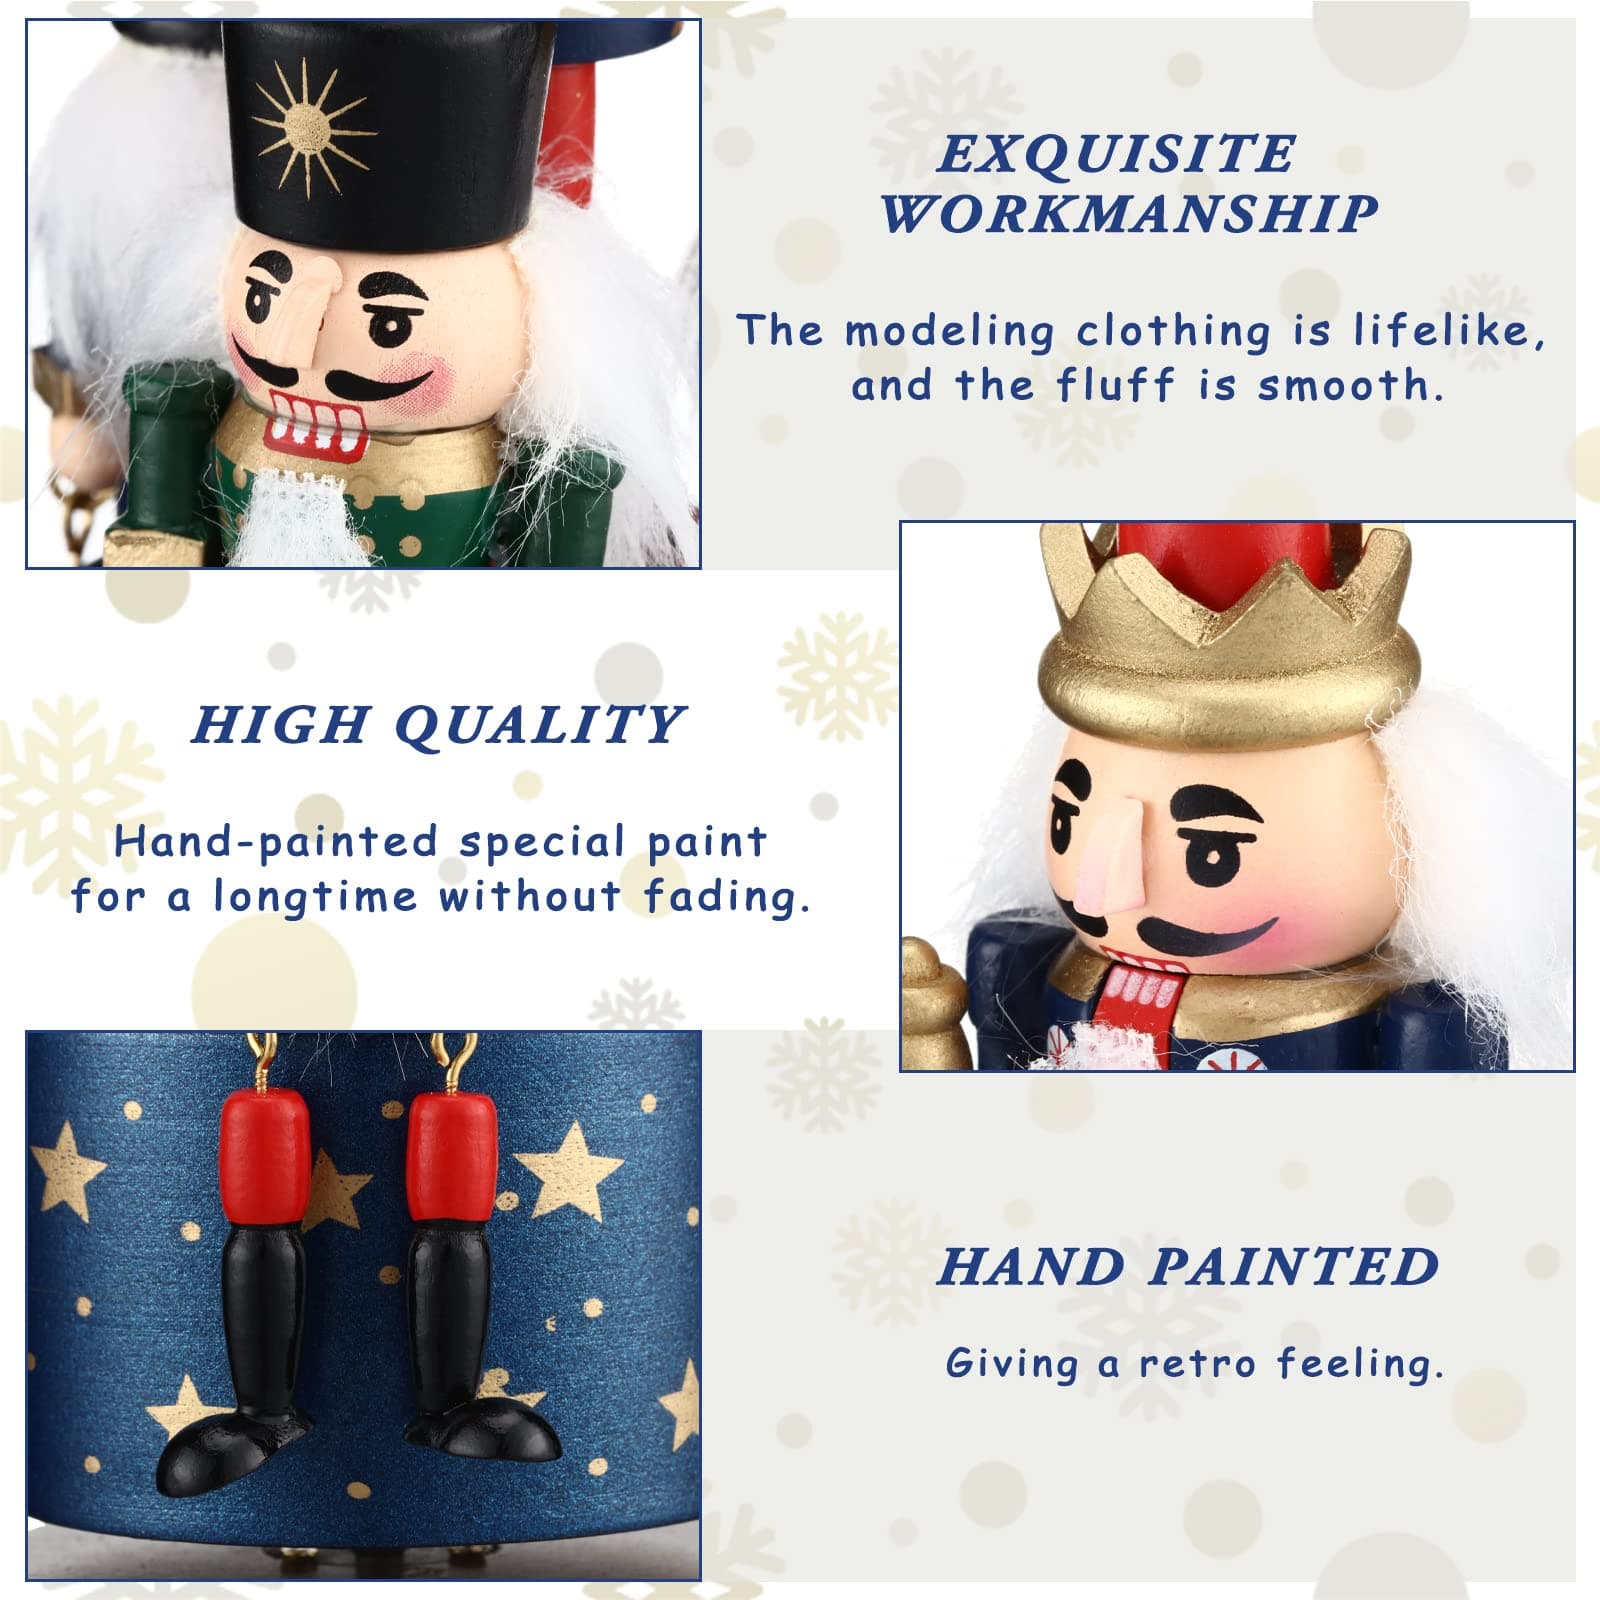 EXQUISITE
WORKMANSHIP
The modeling clothing is lifelike,
and the fluff is smooth.
HIGH QUALITY
Hand-painted special paint
for a longtime without fading.
HAND PAINTED
Giving a retro feeling.